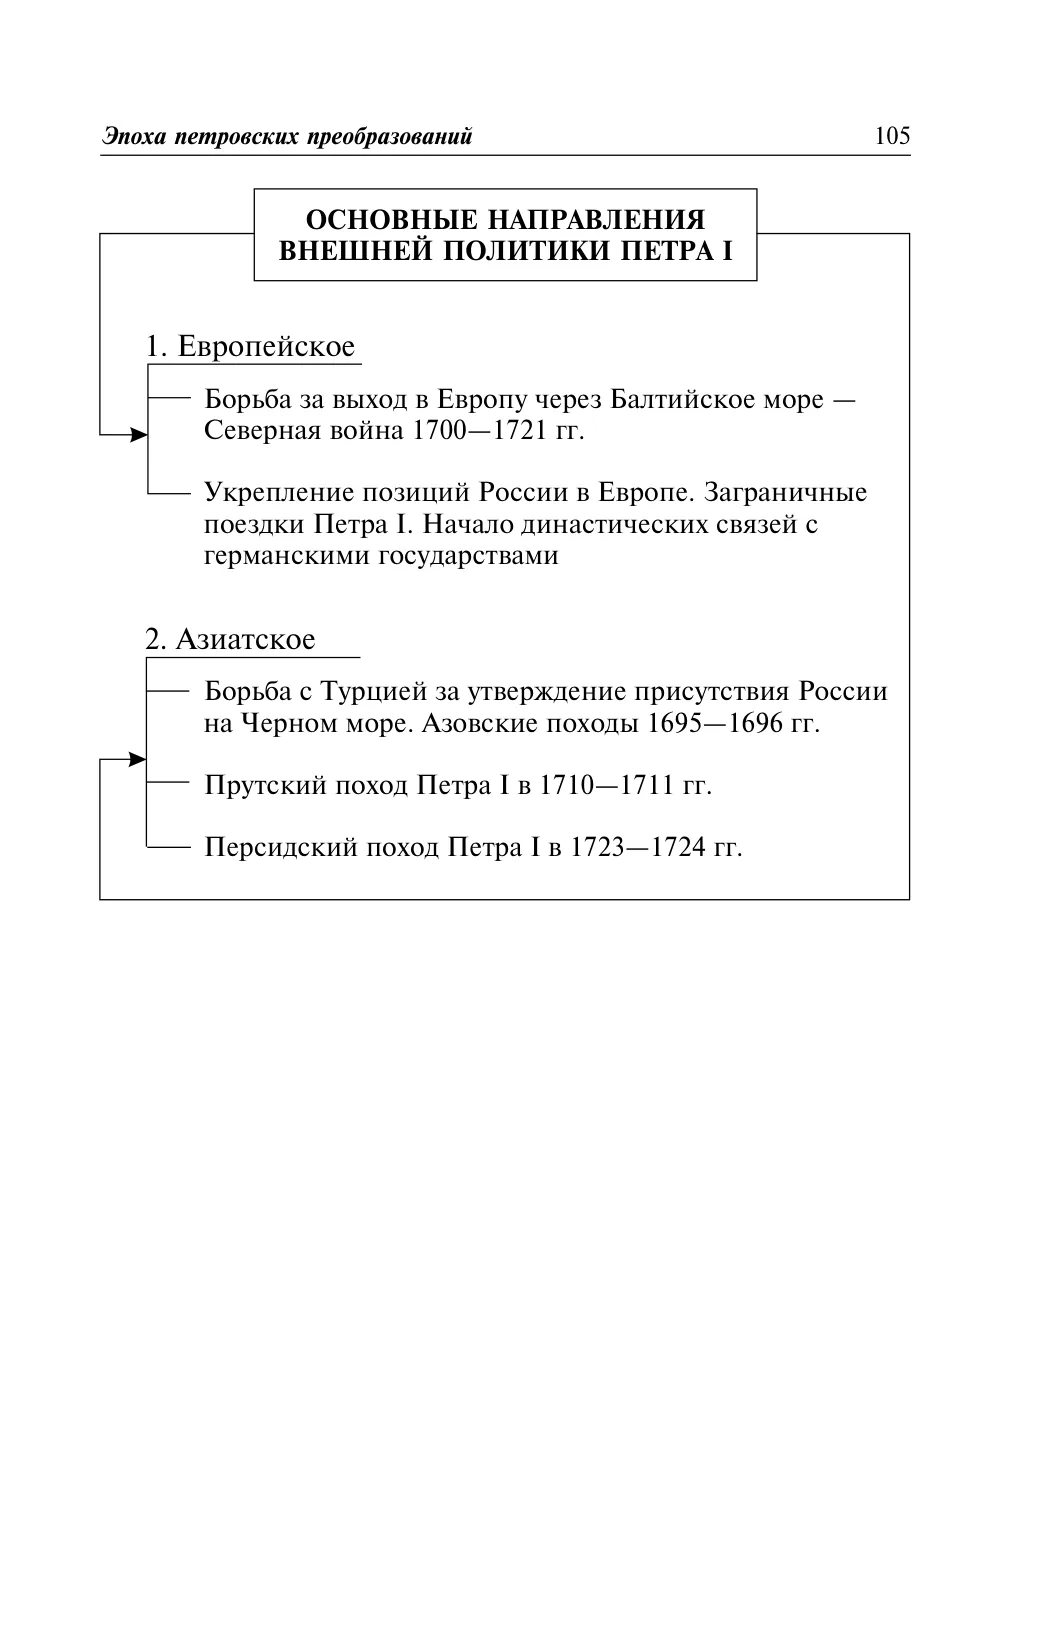 Эпоха петровских преобразований 105
ОСНОВНЫЕ НАПРАВЛЕНИЯ
ВНЕШНЕЙ ПОЛИТИКИ ПЕТРА I
1. Европейское
Борьба за выход в Европу через Балтийское море —
Северная война 1700—1721 гг.
Укрепление позиций России в Европе. Заграничные
поездки Петра I. Начало династических связей с
германскими государствами
2. Азиатское
Борьба с Турцией за утверждение присутствия России
на Черном море. Азовские походы 1695—1696 гг.
Прутский поход Петра I в 1710—1711 гг.
Персидский поход Петра I в 1723—1724 гг.